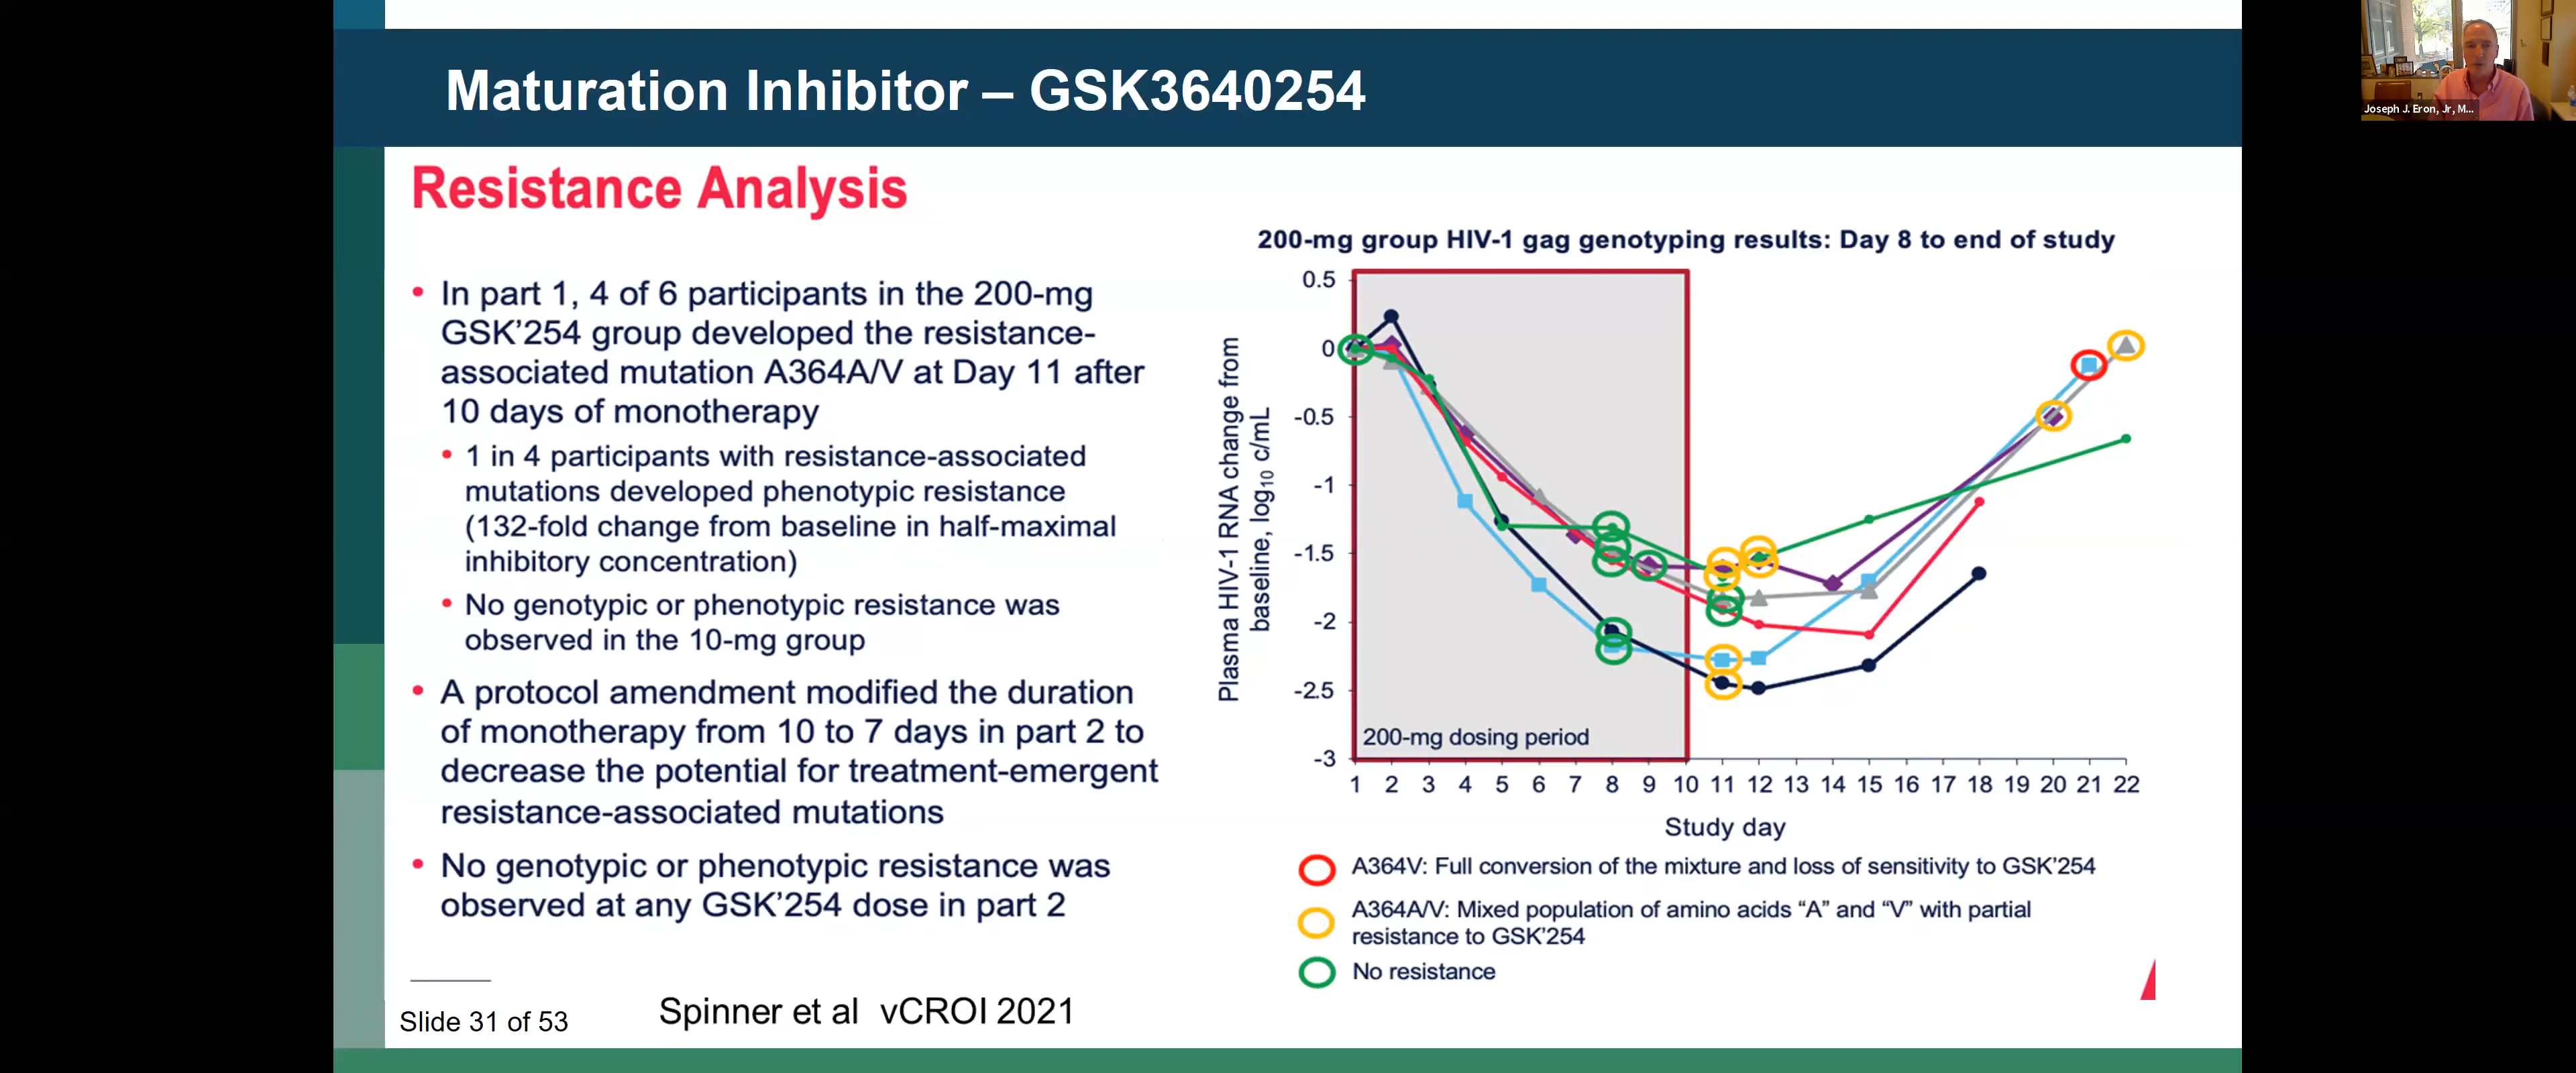 Maturation Inhibitor – GSK3640254
Joseph J. Eron, Jr, M...
Resistance Analysis
• In part 1, 4 of 6 participants in the 200-mg
GSK’254 group developed the resistance-
associated mutation A364A/V at Day 11 after
10 days of monotherapy
• 1 in 4 participants with resistance-associated
mutations developed phenotypic resistance
(132-fold change from baseline in half-maximal
inhibitory concentration)
• No genotypic or phenotypic resistance was
observed in the 10-mg group
• A protocol amendment modified the duration
of monotherapy from 10 to 7 days in part 2 to
decrease the potential for treatment-emergent
resistance-associated mutations
• No genotypic or phenotypic resistance was
observed at any GSK’254 dose in part 2
200-mg group HIV-1 gag genotyping results: Day 8 to end of study
Plasma HIV-1 RNA change from
baseline, log10 c/mL
0.5
0
-0.5
-1
-1.5
-2
-2.5
-3
200-mg dosing period
1 2 3 4 5 6 7 8 9 10 11 12 13 14 15 16 17 18 19 20 21 22
Study day
A364V: Full conversion of the mixture and loss of sensitivity to GSK’254
A364A/V: Mixed population of amino acids “A” and “V” with partial
resistance to GSK’254
No resistance
Slide 31 of 53
Spinner et al vCROI 2021